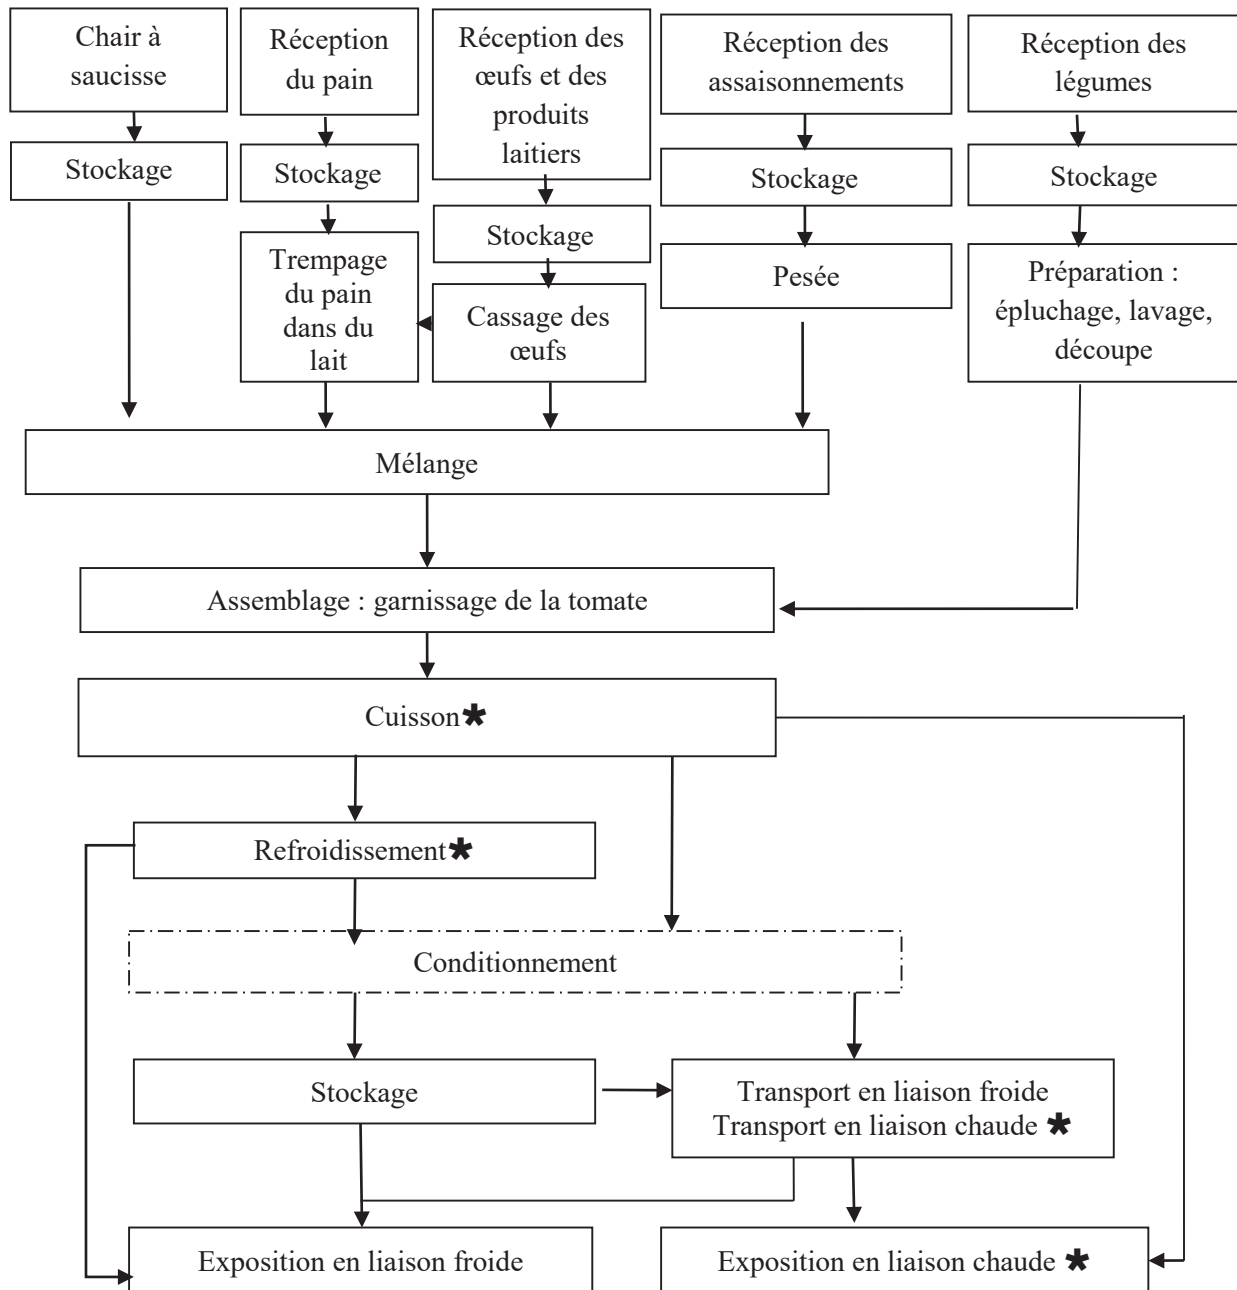 Chair à
saucisse
Réception
du pain
Réception des
œufs et des
produits
laitiers
Réception des
assaisonnements
Réception des
légumes
Stockage
Stockage
Stockage
Stockage
Stockage
Trempage
du pain
dans du
lait
Cassage des
œufs
Pesée
Préparation :
épluchage, lavage,
découpe
Mélange
Assemblage : garnissage de la tomate
Cuisson*
Refroidissement*
Conditionnement
Stockage
Transport en liaison froide
Transport en liaison chaude *
Exposition en liaison froide
Exposition en liaison chaude *